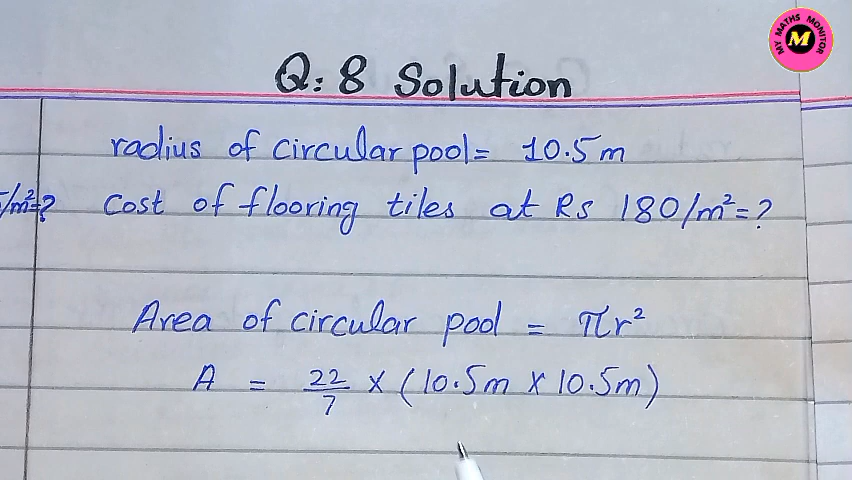 MY MATHS MONITOR
M
Q:8 Solution
radius of circular pool = 10.5m
/m²=? Cost of flooring tiles at Rs 180/m²=?
Area of circular pool = πr²
A = 22/7 × (10.5m × 10.5m)